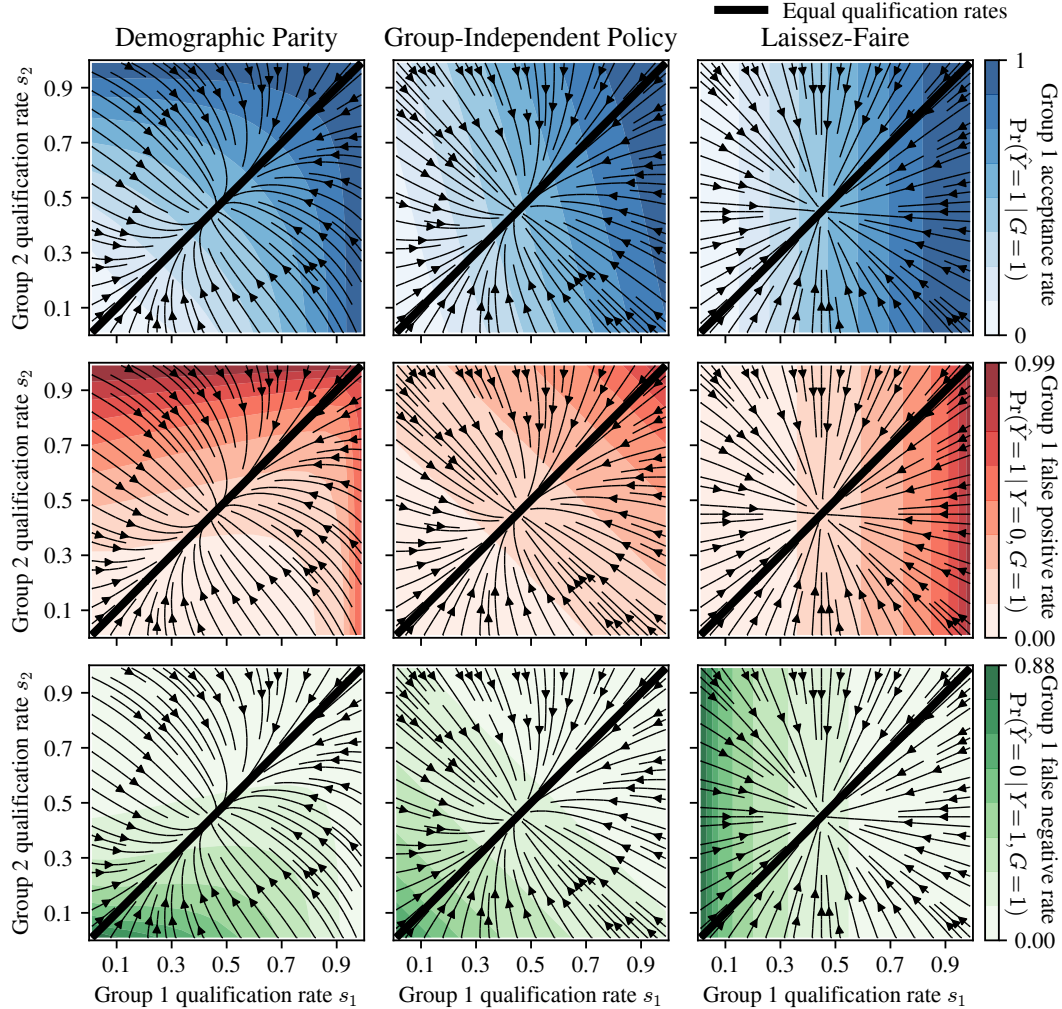 Equal qualification rates
Demographic Parity
Group-Independent Policy
Laissez-Faire
Group 2 qualification rate s₂
0.9
0.7
0.5
0.3
0.1
1
0
Group 1 acceptance rate
Pr(Ŷ=1 | G=1)
Group 2 qualification rate s₂
0.9
0.7
0.5
0.3
0.1
0.99
0.00
Group 1 false positive rate
Pr(Ŷ=1 | Y=0, G=1)
Group 2 qualification rate s₂
0.9
0.7
0.5
0.3
0.1
0.88
0.00
Group 1 false negative rate
Pr(Ŷ=0 | Y=1, G=1)
0.1 0.3 0.5 0.7 0.9
0.1 0.3 0.5 0.7 0.9
0.1 0.3 0.5 0.7 0.9
Group 1 qualification rate s₁
Group 1 qualification rate s₁
Group 1 qualification rate s₁